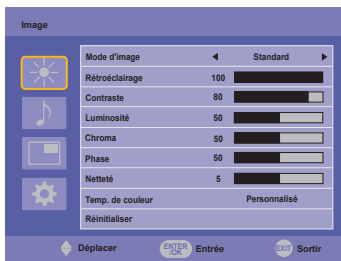 Image
Mode d'image Standard
Rétroéclairage 100
Contraste 80
Luminosité 50
Chroma 50
Phase 50
Netteté 5
Temp. de couleur Personnalisé
Réinitialiser
Déplacer ENTER /OK Entrée EXIT Sortir